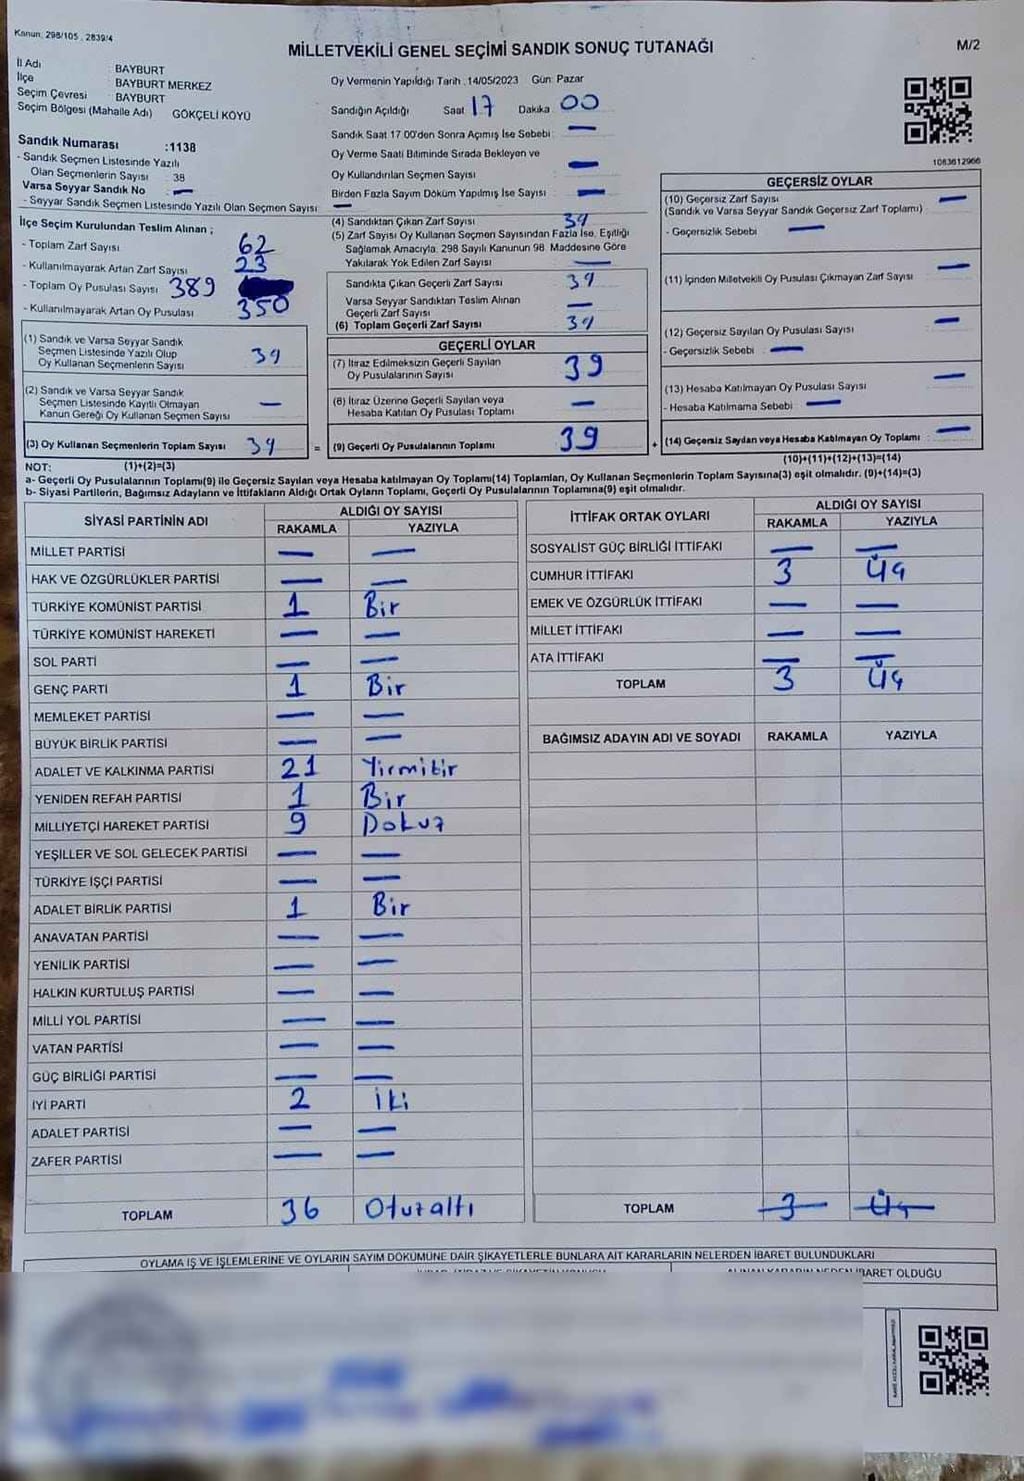 Kanun: 298/105 , 2839/4
MİLLETVEKİLİ GENEL SEÇİMİ SANDIK SONUÇ TUTANAĞI
M/2
İl Adı BAYBURT
İlçe BAYBURT MERKEZ
Seçim Çevresi BAYBURT
Seçim Bölgesi (Mahalle Adı) GÖKÇELİ KÖYÜ
Sandık Numarası :1138
- Sandık Seçmen Listesinde Yazılı
Olan Seçmenlerin Sayısı 38
Varsa Seyyar Sandık No —
- Seyyar Sandık Seçmen Listesinde Yazılı Olan Seçmen Sayısı —
Oy Vermenin Yapıldığı Tarih :14/05/2023 Gün: Pazar
Sandığın Açıldığı Saat 17 Dakika 00
Sandık Saat 17.00'den Sonra Açımış İse Sebebi: —
Oy Verme Saati Bitiminde Sırada Bekleyen ve
Oy Kullandırılan Seçmen Sayısı —
Birden Fazla Sayım Döküm Yapılmış İse Sayısı —
1083612966
İlçe Seçim Kurulundan Teslim Alınan ;
- Toplam Zarf Sayısı 62
- Kullanılmayarak Artan Zarf Sayısı 23
- Toplam Oy Pusulası Sayısı 389
- Kullanılmayarak Artan Oy Pusulası 350
(1) Sandık ve Varsa Seyyar Sandık
Seçmen Listesinde Yazılı Olup
Oy Kullanan Seçmenlerin Sayısı 39
(2) Sandık ve Varsa Seyyar Sandık
Seçmen Listesinde Kayıtlı Olmayan
Kanun Gereği Oy Kullanan Seçmen Sayısı —
(3) Oy Kullanan Seçmenlerin Toplam Sayısı 39 =
(4) Sandıktan Çıkan Zarf Sayısı 39
(5) Zarf Sayısı Oy Kullanan Seçmen Sayısından Fazla İse, Eşitliği
Sağlamak Amacıyla, 298 Sayılı Kanunun 98. Maddesine Göre
Yakılarak Yok Edilen Zarf Sayısı —
Sandıkta Çıkan Geçerli Zarf Sayısı 39
Varsa Seyyar Sandıktan Teslim Alınan
Geçerli Zarf Sayısı —
(6) Toplam Geçerli Zarf Sayısı 39
GEÇERLİ OYLAR
(7) İtiraz Edilmeksizin Geçerli Sayılan
Oy Pusulalarının Sayısı 39
(8) İtiraz Üzerine Geçerli Sayılan veya
Hesaba Katılan Oy Pusulası Toplamı —
(9) Geçerli Oy Pusulalarının Toplamı 39 +
GEÇERSİZ OYLAR
(10) Geçersiz Zarf Sayısı
(Sandık ve Varsa Seyyar Sandık Geçersiz Zarf Toplamı) —
- Geçersizlik Sebebi —
(11) İçinden Milletvekili Oy Pusulası Çıkmayan Zarf Sayısı —
(12) Geçersiz Sayılan Oy Pusulası Sayısı —
- Geçersizlik Sebebi : —
(13) Hesaba Katılmayan Oy Pusulası Sayısı —
- Hesaba Katılmama Sebebi —
(14) Geçersiz Sayılan veya Hesaba Katılmayan Oy Toplamı —
NOT: (1)+(2)=(3) (10)+(11)+(12)+(13)=(14)
a- Geçerli Oy Pusulalarının Toplamı(9) ile Geçersiz Sayılan veya Hesaba katılmayan Oy Toplamı(14) Toplamları, Oy Kullanan Seçmenlerin Toplam Sayısına(3) eşit olmalıdır. (9)+(14)=(3)
b- Siyasi Partilerin, Bağımsız Adayların ve İttifakların Aldığı Ortak Oyların Toplamı, Geçerli Oy Pusulalarının Toplamına(9) eşit olmalıdır.
SİYASİ PARTİNİN ADI ALDIĞI OY SAYISI
RAKAMLA YAZIYLA
MİLLET PARTİSİ — —
HAK VE ÖZGÜRLÜKLER PARTİSİ — —
TÜRKİYE KOMÜNİST PARTİSİ 1 Bir
TÜRKİYE KOMÜNİST HAREKETİ — —
SOL PARTİ — —
GENÇ PARTİ 1 Bir
MEMLEKET PARTİSİ — —
BÜYÜK BİRLİK PARTİSİ — —
ADALET VE KALKINMA PARTİSİ 21 Yirmibir
YENİDEN REFAH PARTİSİ 1 Bir
MİLLİYETÇİ HAREKET PARTİSİ 9 Dokuz
YEŞİLLER VE SOL GELECEK PARTİSİ — —
TÜRKİYE İŞÇİ PARTİSİ — —
ADALET BİRLİK PARTİSİ 1 Bir
ANAVATAN PARTİSİ — —
YENİLİK PARTİSİ — —
HALKIN KURTULUŞ PARTİSİ — —
MİLLİ YOL PARTİSİ — —
VATAN PARTİSİ — —
GÜÇ BİRLİĞİ PARTİSİ — —
İYİ PARTİ 2 İki
ADALET PARTİSİ — —
ZAFER PARTİSİ — —
TOPLAM 36 Otuzaltı
İTTİFAK ORTAK OYLARI ALDIĞI OY SAYISI
RAKAMLA YAZIYLA
SOSYALİST GÜÇ BİRLİĞİ İTTİFAKI — —
CUMHUR İTTİFAKI 3 Üç
EMEK VE ÖZGÜRLÜK İTTİFAKI — —
MİLLET İTTİFAKI — —
ATA İTTİFAKI — —
TOPLAM 3 Üç
BAĞIMSIZ ADAYIN ADI VE SOYADI RAKAMLA YAZIYLA
TOPLAM 3 Üç
OYLAMA İŞ VE İŞLEMLERİNE VE OYLARIN SAYIM DÖKÜMÜNE DAİR ŞİKAYETLERLE BUNLARA AİT KARARLARIN NELERDEN İBARET BULUNDUKLARI
ALINAN KARARIN NEDEN İBARET OLDUĞU